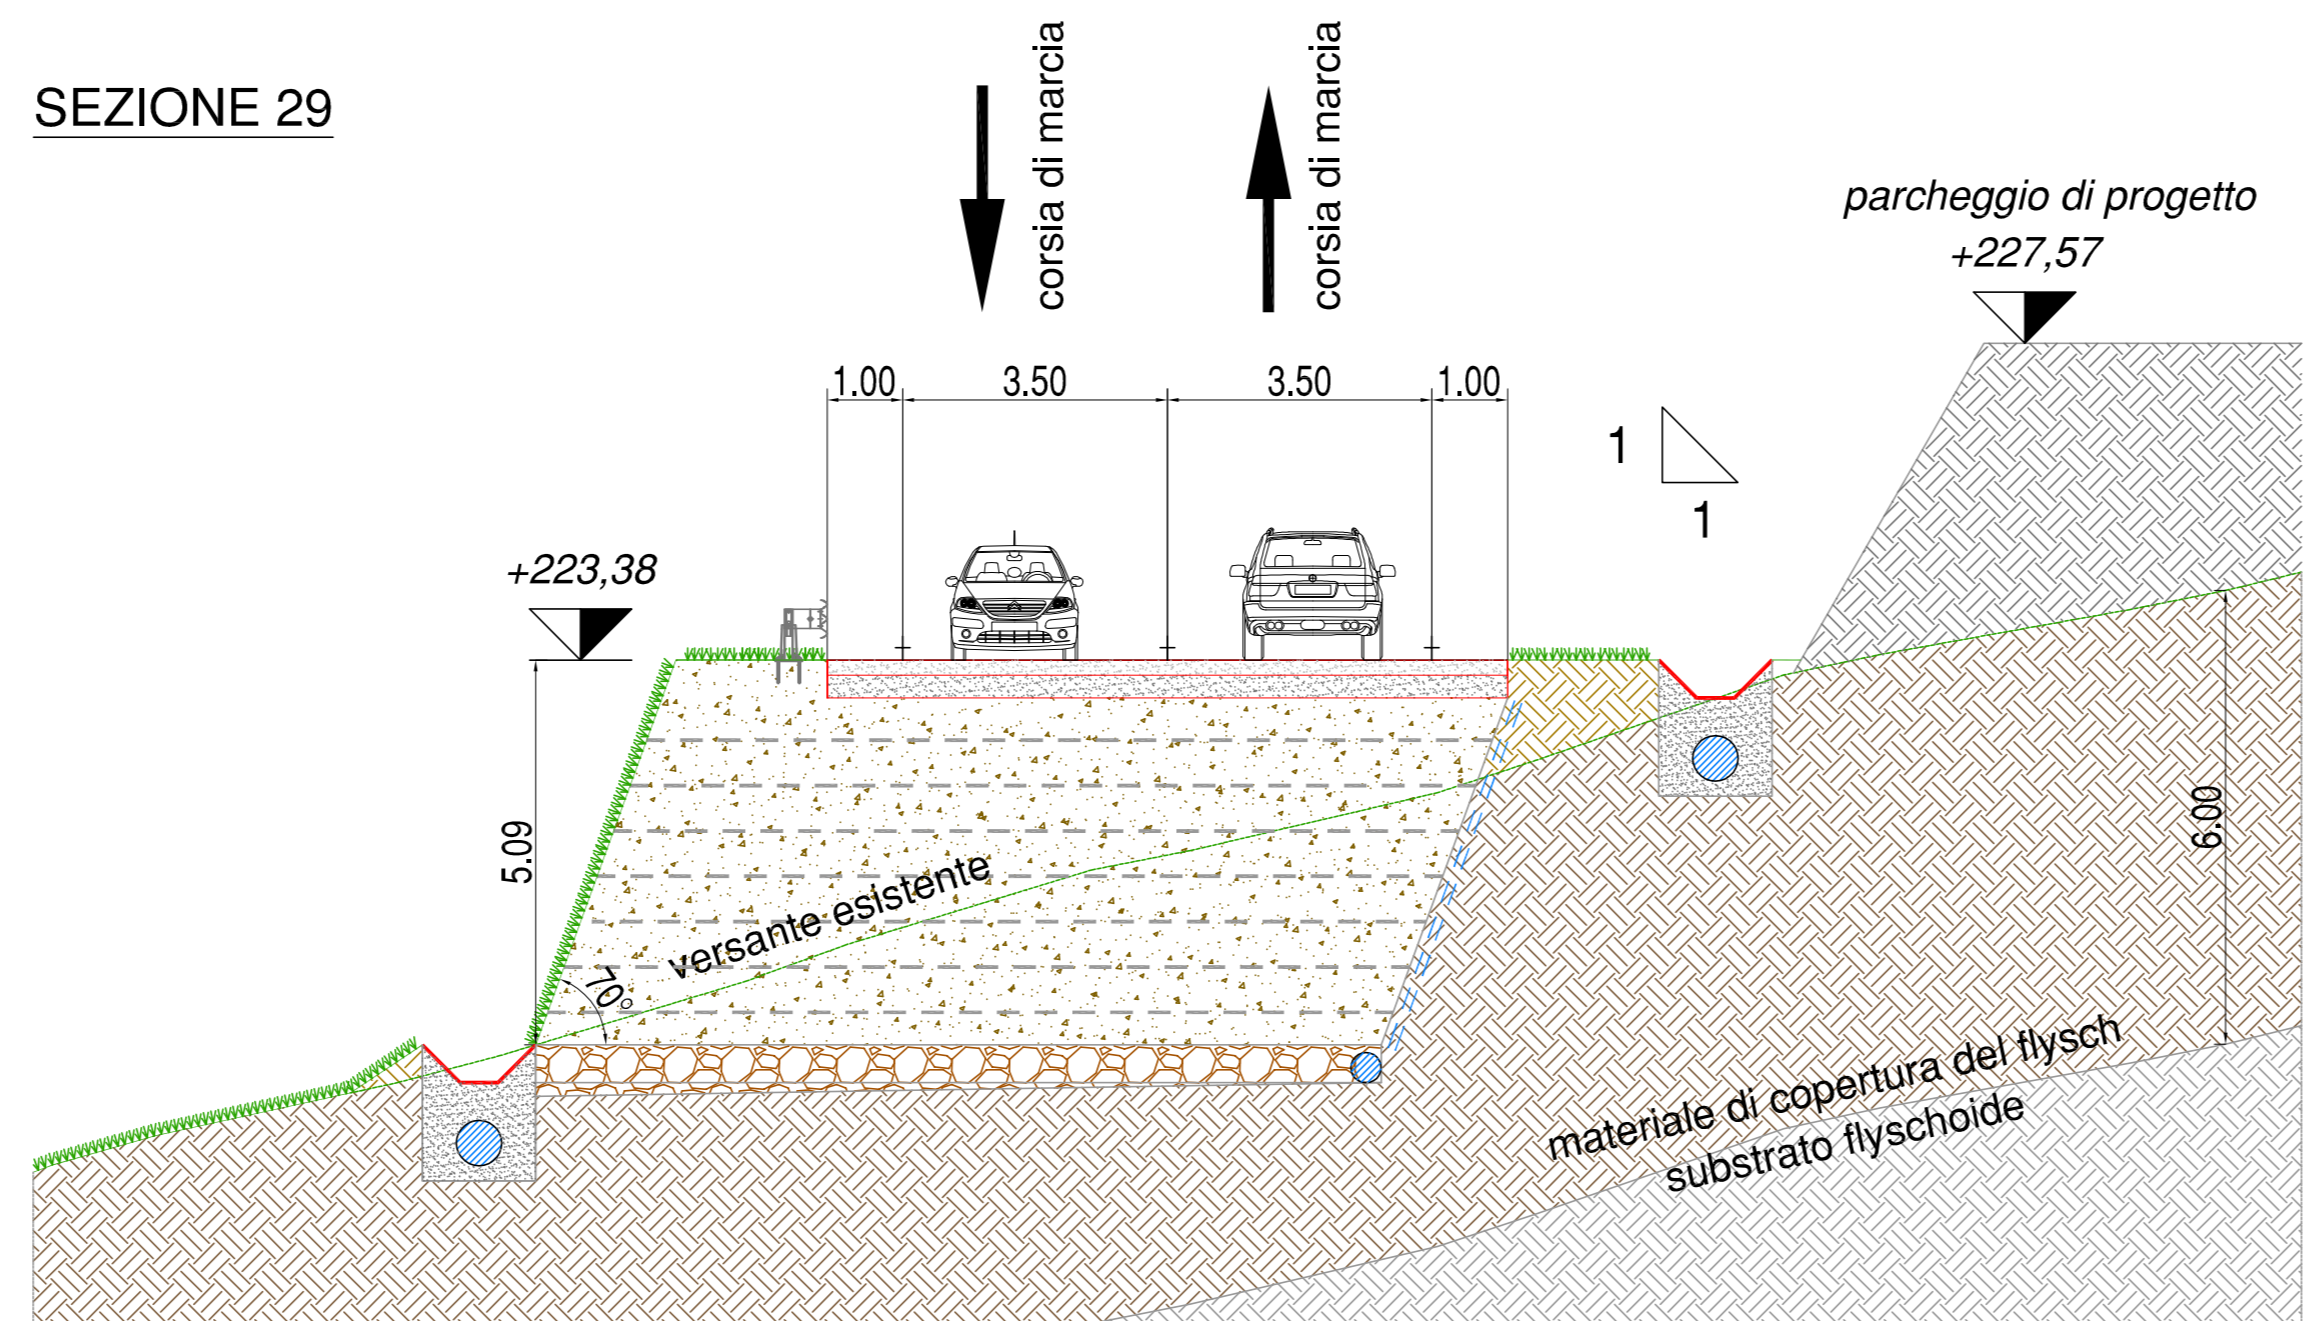 SEZIONE 29
corsia di marcia
corsia di marcia
parcheggio di progetto
+227,57
1.00
3.50
3.50
1.00
1
1
+223,38
5.09
70°
versante esistente
6.00
materiale di copertura del flysch
substrato flyschoide